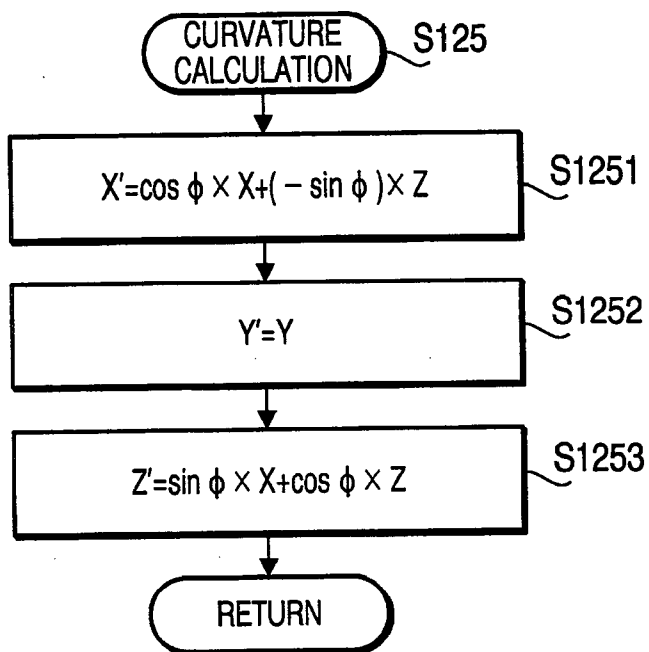 CURVATURE
CALCULATION
S125
X′=cos ϕ × X+( − sin ϕ ) × Z
S1251
Y′=Y
S1252
Z′=sin ϕ × X+cos ϕ × Z
S1253
RETURN